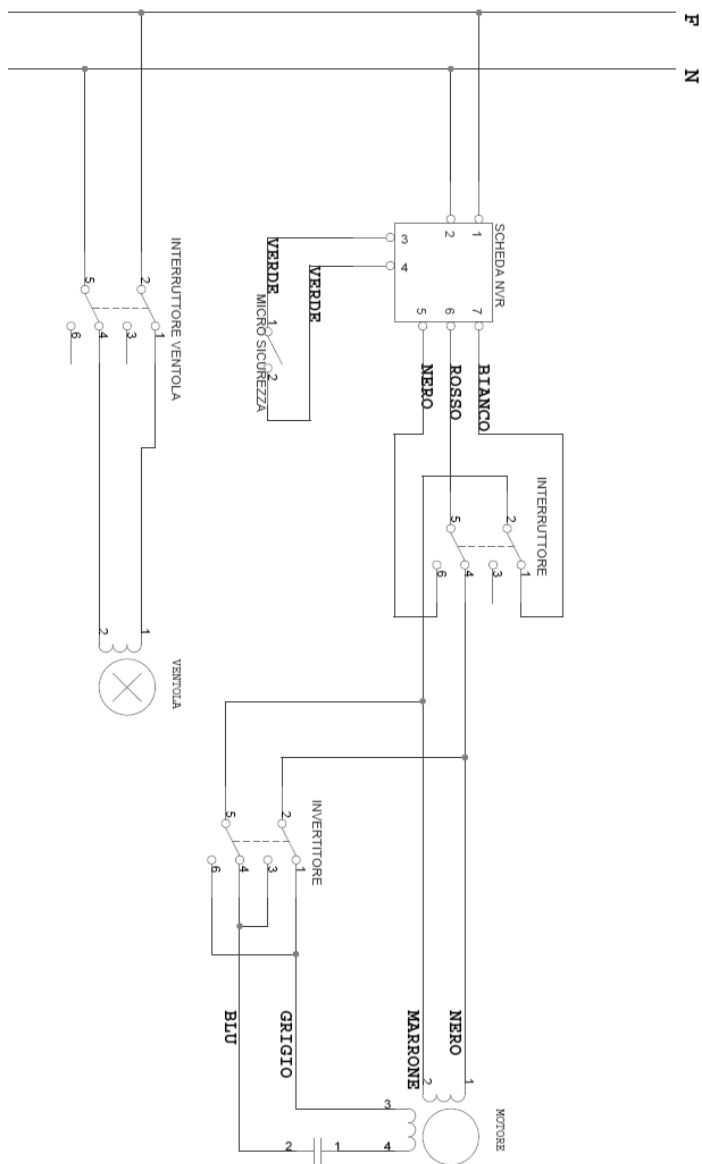 F
N
SCHEDA NVR
1
2
3
4
5
6
7
VERDE
VERDE
MICRO SICUREZZA
1
2
NERO
ROSSO
BIANCO
INTERRUTTORE VENTOLA
5
2
6
4
3
1
INTERRUTTORE
5
2
6
4
3
1
VENTOLA
2
1
INVERTITORE
5
2
6
4
3
1
BLU
GRIGIO
MARRONE
NERO
2
1
MOTORE
3
4
2
1